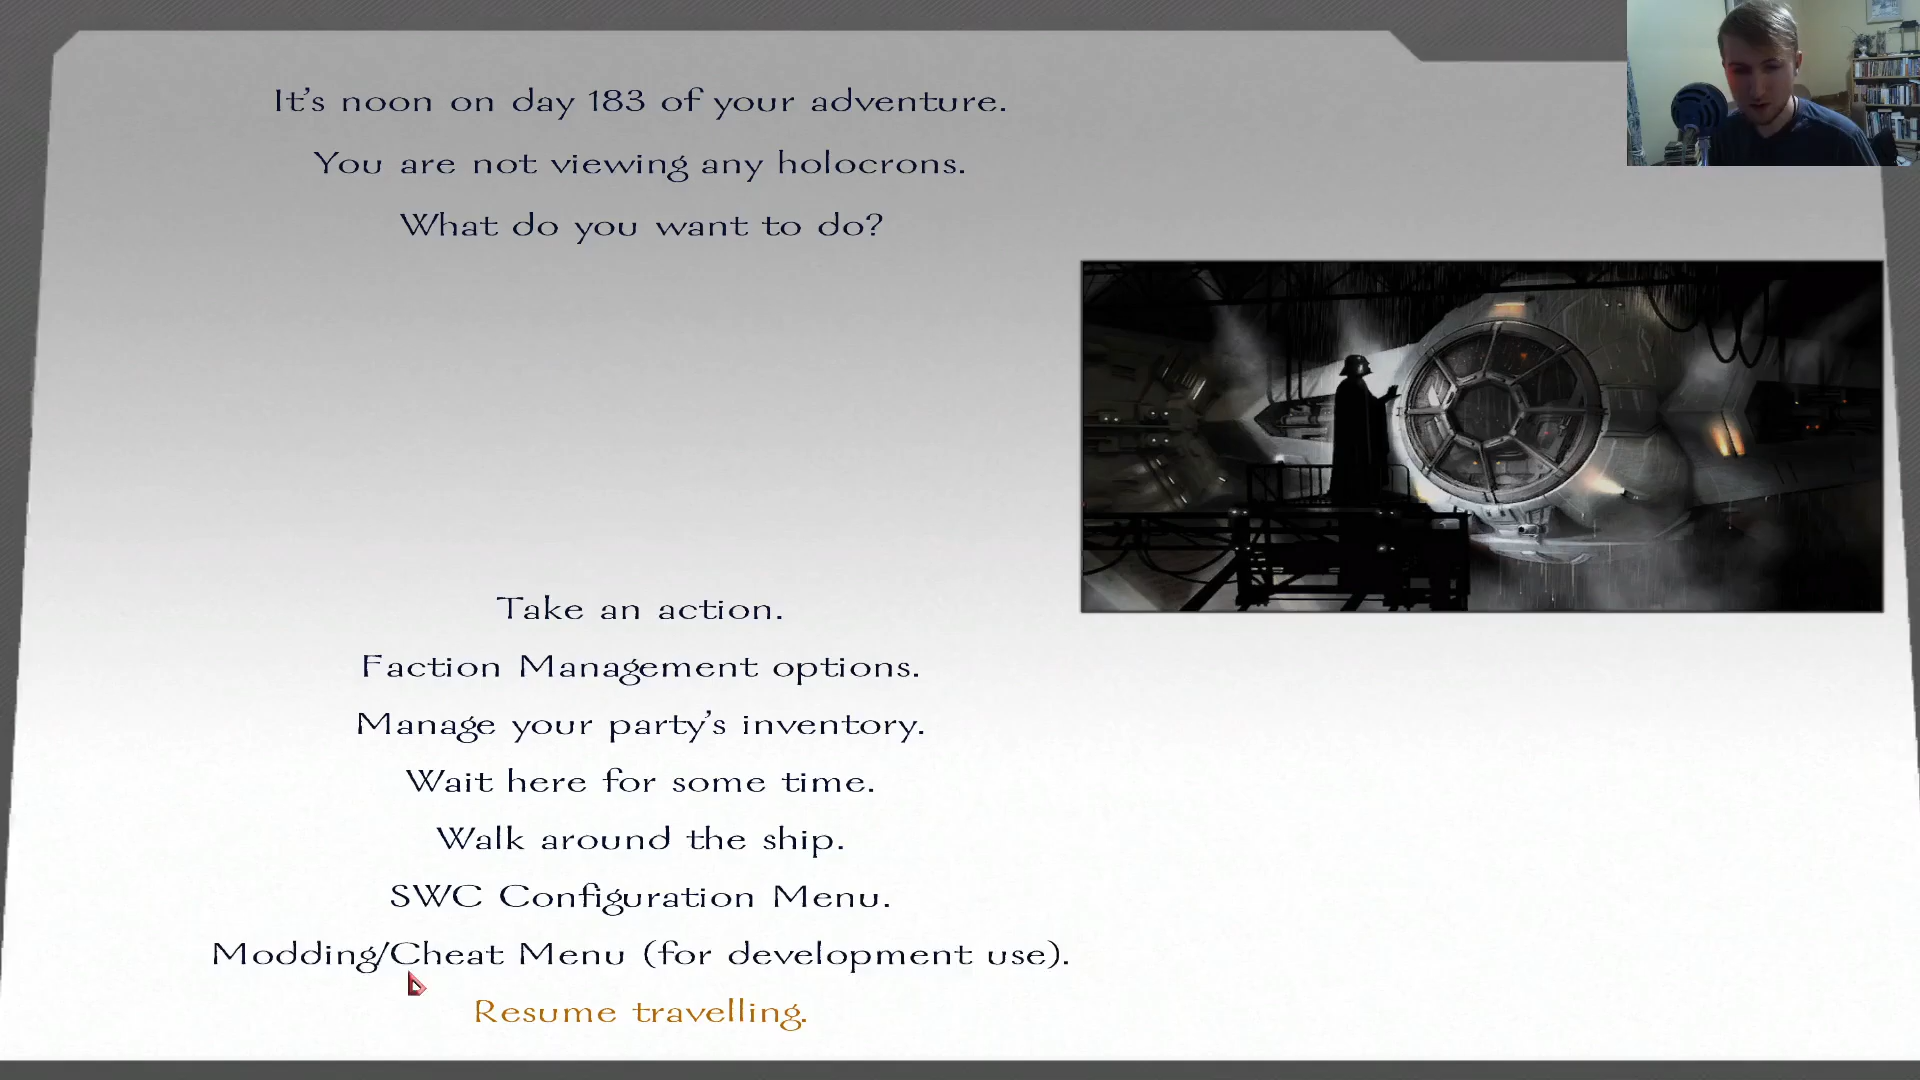 It's noon on day 183 of your adventure.
You are not viewing any holocrons.
What do you want to do?
Take an action.
Faction Management options.
Manage your party's inventory.
Wait here for some time.
Walk around the ship.
SWC Configuration Menu.
Modding/Cheat Menu (for development use).
Resume travelling.